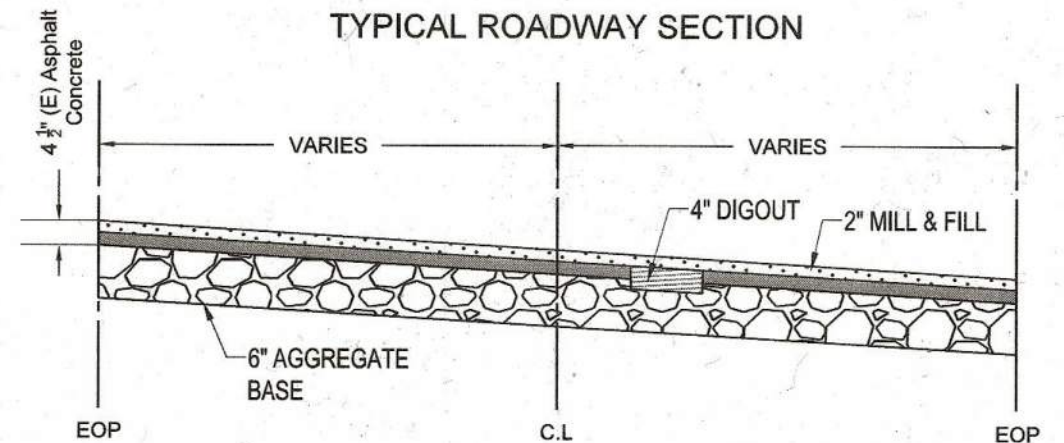 TYPICAL ROADWAY SECTION
4 1/2" (E) Asphalt
Concrete
VARIES
VARIES
4" DIGOUT
2" MILL & FILL
6" AGGREGATE
BASE
EOP
C.L
EOP